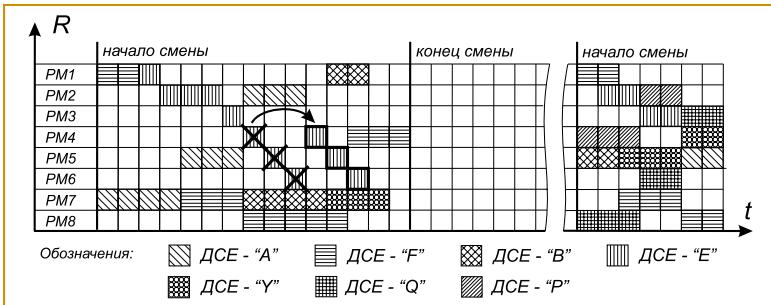 R
начало смены конец смены начало смены
РМ1
РМ2
РМ3
РМ4
РМ5
РМ6
РМ7
РМ8
t
Обозначения: ДСЕ - “А” ДСЕ - “F” ДСЕ - “В” ДСЕ - “Е”
ДСЕ - “Y” ДСЕ - “Q” ДСЕ - “Р”